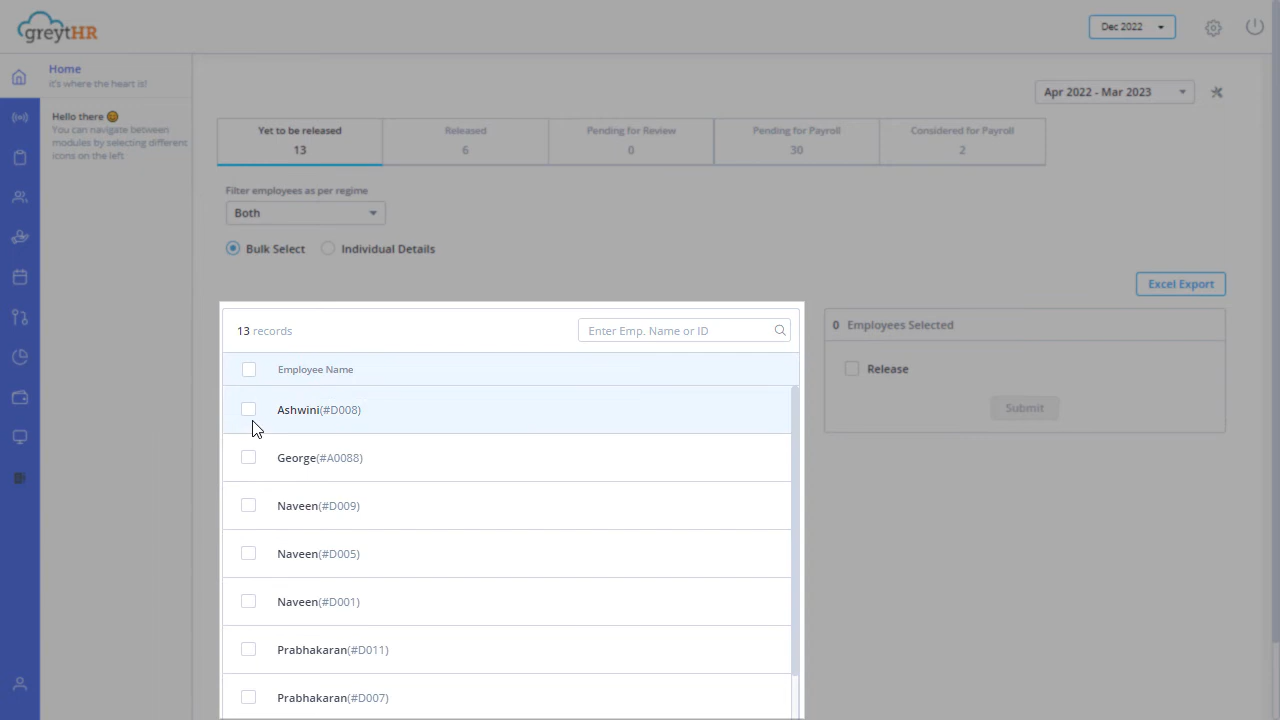 greytHR
Dec 2022
Home
it's where the heart is!
Hello there
You can navigate between
modules by selecting different
icons on the left
Apr 2022 - Mar 2023
Yet to be released
13
Released
6
Pending for Review
0
Pending for Payroll
30
Considered for Payroll
2
Filter employees as per regime
Both
Bulk Select
Individual Details
Excel Export
13 records
Enter Emp. Name or ID
0 Employees Selected
Employee Name
Release
Ashwini(#D008)
Submit
George(#A0088)
Naveen(#D009)
Naveen(#D005)
Naveen(#D001)
Prabhakaran(#D011)
Prabhakaran(#D007)